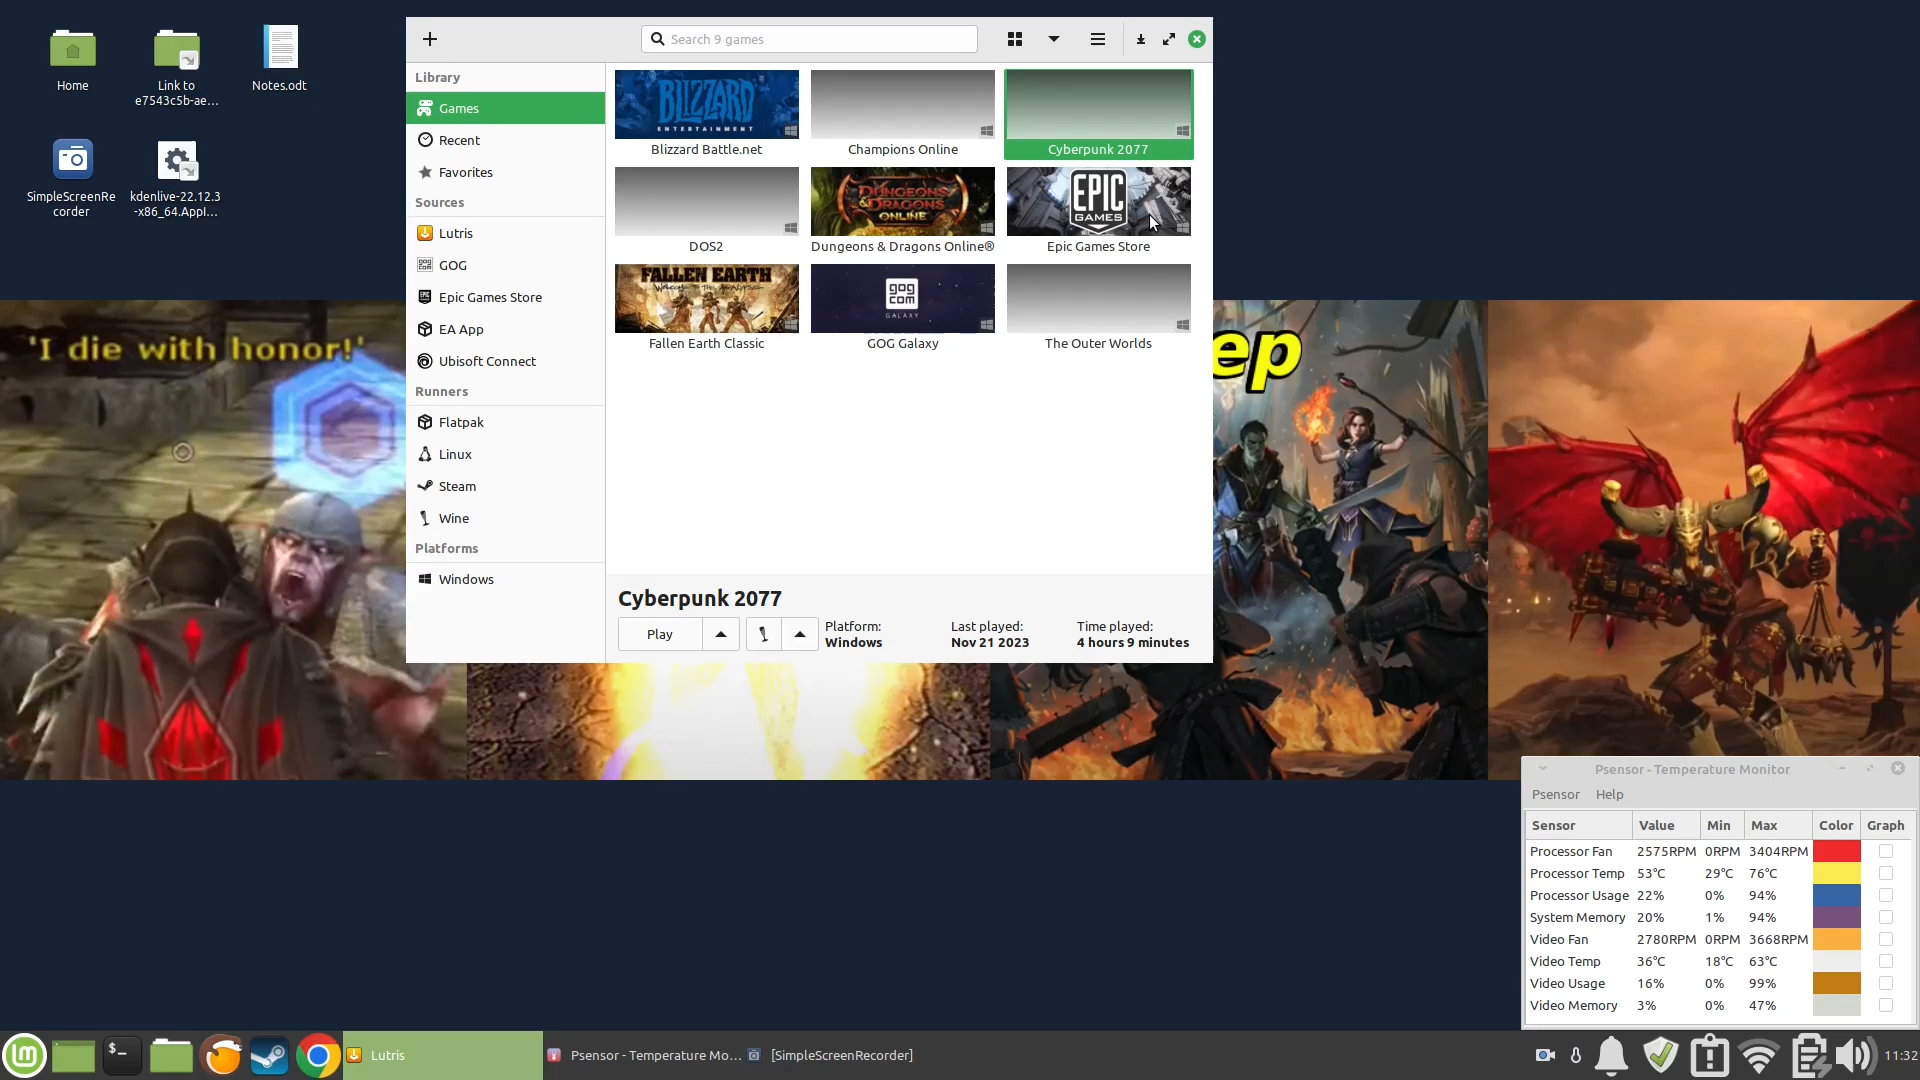 Home
Link to
e7543c5b-ae...
Notes.odt
SimpleScreenRe
corder
kdenlive-22.12.3
-x86_64.AppI...
Search 9 games
Library
Games
Recent
Favorites
Sources
Lutris
GOG
Epic Games Store
EA App
Ubisoft Connect
Runners
Flatpak
Linux
Steam
Wine
Platforms
Windows
BLIZZARD
ENTERTAINMENT
Blizzard Battle.net
Champions Online
Cyberpunk 2077
DOS2
DUNGEONS
& DRAGONS
ONLINE
Dungeons & Dragons Online®
EPIC
GAMES
Epic Games Store
FALLEN EARTH
Fallen Earth Classic
gog
com
GALAXY
GOG Galaxy
The Outer Worlds
Cyberpunk 2077
Play
Platform:
Windows
Last played:
Nov 21 2023
Time played:
4 hours 9 minutes
'I die with honor!'
ep
Psensor - Temperature Monitor
Psensor Help
Sensor Value Min Max Color Graph
Processor Fan 2575RPM 0RPM 3404RPM
Processor Temp 53°C 29°C 76°C
Processor Usage 22% 0% 94%
System Memory 20% 1% 94%
Video Fan 2780RPM 0RPM 3668RPM
Video Temp 36°C 18°C 63°C
Video Usage 16% 0% 99%
Video Memory 3% 0% 47%
Lutris
Psensor - Temperature Mo...
[SimpleScreenRecorder]
11:32